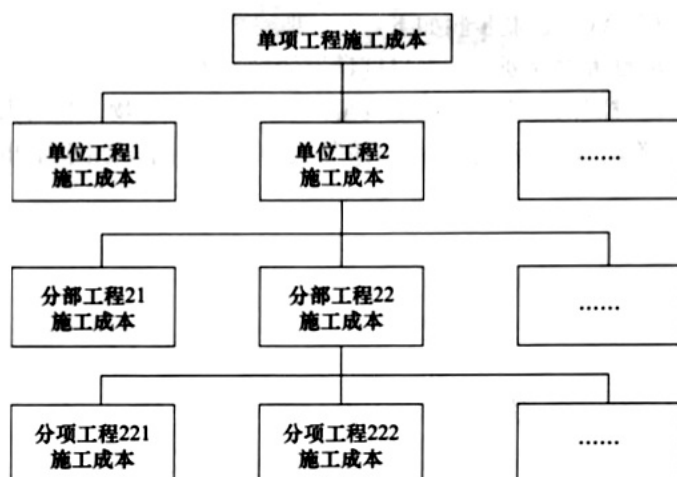 单项工程施工成本
单位工程1
施工成本
单位工程2
施工成本
……
分部工程21
施工成本
分部工程22
施工成本
……
分项工程221
施工成本
分项工程222
施工成本
……